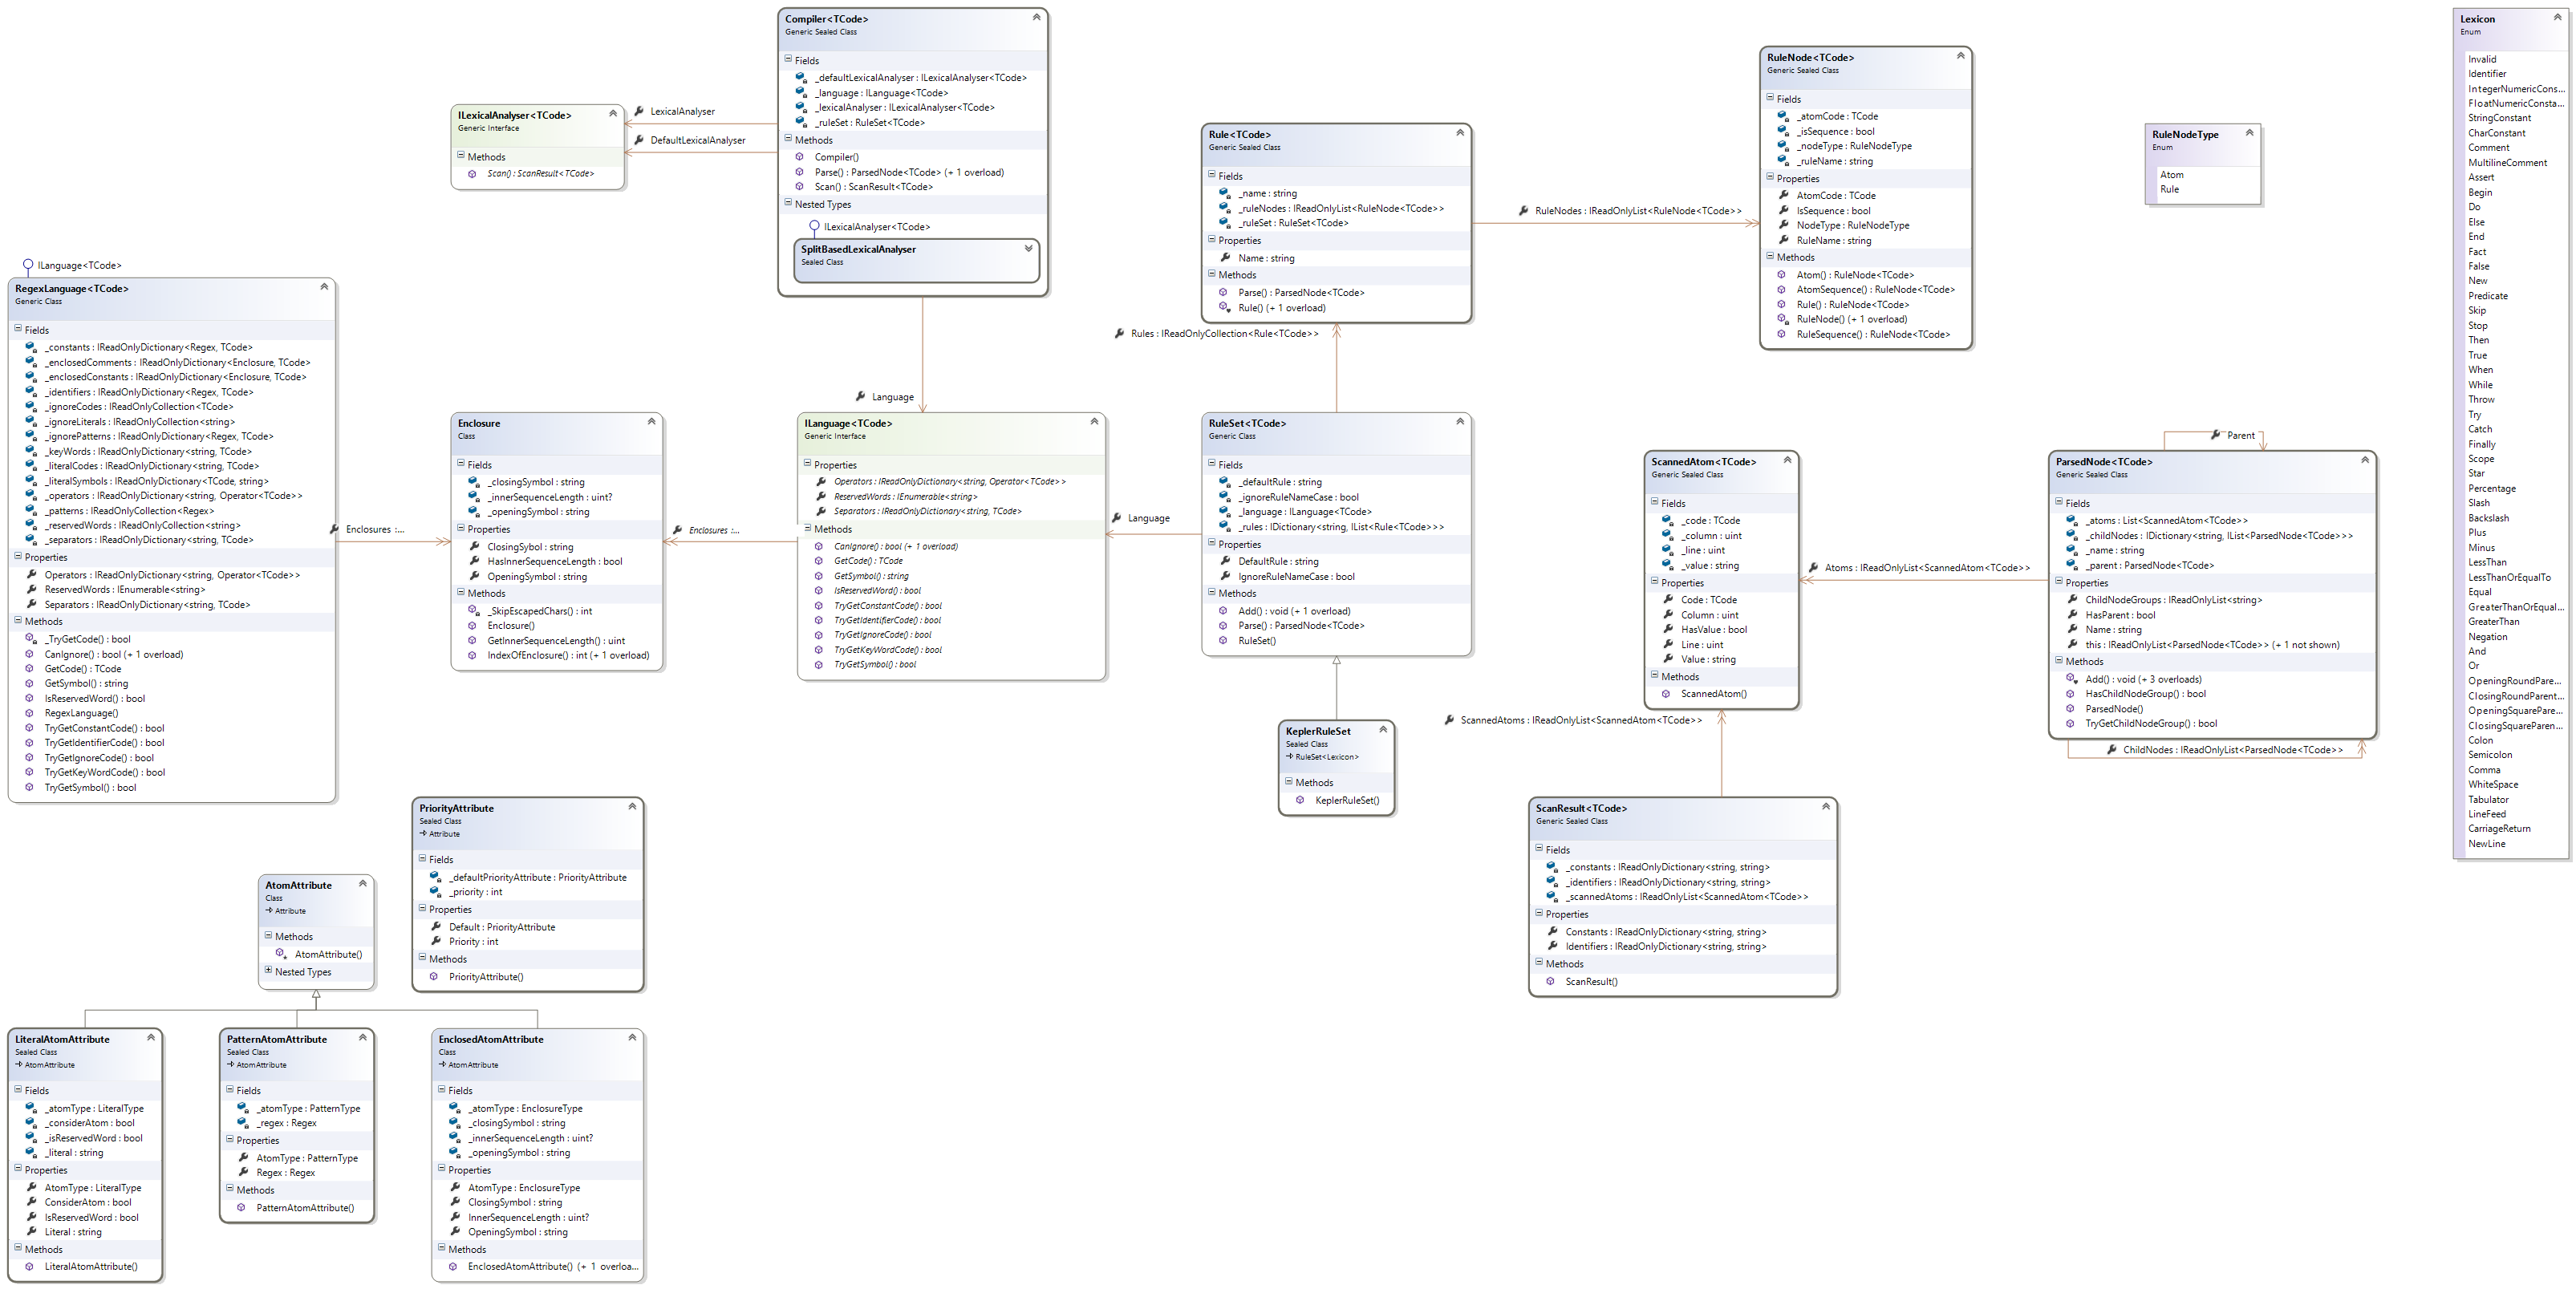 Compiler<TCode>
Generic Sealed Class
Fields
_defaultLexicalAnalyser : ILexicalAnalyser<TCode>
_language : ILanguage<TCode>
_lexicalAnalyser : ILexicalAnalyser<TCode>
_ruleSet : RuleSet<TCode>
Methods
Compiler()
Parse() : ParsedNode<TCode> (+ 1 overload)
Scan() : ScanResult<TCode>
Nested Types
ILexicalAnalyser<TCode>
SplitBasedLexicalAnalyser
Sealed Class
LexicalAnalyser
DefaultLexicalAnalyser
Language
ILexicalAnalyser<TCode>
Generic Interface
Methods
Scan() : ScanResult<TCode>
ILanguage<TCode>
RegexLanguage<TCode>
Generic Class
Fields
_constants : IReadOnlyDictionary<Regex, TCode>
_enclosedComments : IReadOnlyDictionary<Enclosure, TCode>
_enclosedConstants : IReadOnlyDictionary<Enclosure, TCode>
_identifiers : IReadOnlyDictionary<Regex, TCode>
_ignoreCodes : IReadOnlyCollection<TCode>
_ignoreLiterals : IReadOnlyCollection<string>
_ignorePatterns : IReadOnlyDictionary<Regex, TCode>
_keyWords : IReadOnlyDictionary<string, TCode>
_literalCodes : IReadOnlyDictionary<string, TCode>
_literalSymbols : IReadOnlyDictionary<TCode, string>
_operators : IReadOnlyDictionary<string, Operator<TCode>>
_patterns : IReadOnlyCollection<Regex>
_reservedWords : IReadOnlyCollection<string>
_separators : IReadOnlyDictionary<string, TCode>
Properties
Operators : IReadOnlyDictionary<string, Operator<TCode>>
ReservedWords : IEnumerable<string>
Separators : IReadOnlyDictionary<string, TCode>
Methods
_TryGetCode() : bool
CanIgnore() : bool (+ 1 overload)
GetCode() : TCode
GetSymbol() : string
IsReservedWord() : bool
RegexLanguage()
TryGetConstantCode() : bool
TryGetIdentifierCode() : bool
TryGetIgnoreCode() : bool
TryGetKeyWordCode() : bool
TryGetSymbol() : bool
Enclosures :...
Enclosure
Class
Fields
_closingSymbol : string
_innerSequenceLength : uint?
_openingSymbol : string
Properties
ClosingSybol : string
HasInnerSequenceLength : bool
OpeningSymbol : string
Methods
_SkipEscapedChars() : int
Enclosure()
GetInnerSequenceLength() : uint
IndexOfEnclosure() : int (+ 1 overload)
Enclosures :...
ILanguage<TCode>
Generic Interface
Properties
Operators : IReadOnlyDictionary<string, Operator<TCode>>
ReservedWords : IEnumerable<string>
Separators : IReadOnlyDictionary<string, TCode>
Methods
CanIgnore() : bool (+ 1 overload)
GetCode() : TCode
GetSymbol() : string
IsReservedWord() : bool
TryGetConstantCode() : bool
TryGetIdentifierCode() : bool
TryGetIgnoreCode() : bool
TryGetKeyWordCode() : bool
TryGetSymbol() : bool
Language
Rule<TCode>
Generic Sealed Class
Fields
_name : string
_ruleNodes : IReadOnlyList<RuleNode<TCode>>
_ruleSet : RuleSet<TCode>
Properties
Name : string
Methods
Parse() : ParsedNode<TCode>
Rule() (+ 1 overload)
Rules : IReadOnlyCollection<Rule<TCode>>
RuleNodes : IReadOnlyList<RuleNode<TCode>>
RuleSet<TCode>
Generic Class
Fields
_defaultRule : string
_ignoreRuleNameCase : bool
_language : ILanguage<TCode>
_rules : IDictionary<string, IList<Rule<TCode>>>
Properties
DefaultRule : string
IgnoreRuleNameCase : bool
Methods
Add() : void (+ 1 overload)
Parse() : ParsedNode<TCode>
RuleSet()
KeplerRuleSet
Sealed Class
RuleSet<Lexicon>
Methods
KeplerRuleSet()
RuleNode<TCode>
Generic Sealed Class
Fields
_atomCode : TCode
_isSequence : bool
_nodeType : RuleNodeType
_ruleName : string
Properties
AtomCode : TCode
IsSequence : bool
NodeType : RuleNodeType
RuleName : string
Methods
Atom() : RuleNode<TCode>
AtomSequence() : RuleNode<TCode>
Rule() : RuleNode<TCode>
RuleNode() (+ 1 overload)
RuleSequence() : RuleNode<TCode>
RuleNodeType
Enum
Atom
Rule
ScannedAtom<TCode>
Generic Sealed Class
Fields
_code : TCode
_column : uint
_line : uint
_value : string
Properties
Code : TCode
Column : uint
HasValue : bool
Line : uint
Value : string
Methods
ScannedAtom()
ScannedAtoms : IReadOnlyList<ScannedAtom<TCode>>
Atoms : IReadOnlyList<ScannedAtom<TCode>>
Parent
ParsedNode<TCode>
Generic Sealed Class
Fields
_atoms : List<ScannedAtom<TCode>>
_childNodes : IDictionary<string, IList<ParsedNode<TCode>>>
_name : string
_parent : ParsedNode<TCode>
Properties
ChildNodeGroups : IReadOnlyList<string>
HasParent : bool
Name : string
this : IReadOnlyList<ParsedNode<TCode>> (+ 1 not shown)
Methods
Add() : void (+ 3 overloads)
HasChildNodeGroup() : bool
ParsedNode()
TryGetChildNodeGroup() : bool
ChildNodes : IReadOnlyList<ParsedNode<TCode>>
ScanResult<TCode>
Generic Sealed Class
Fields
_constants : IReadOnlyDictionary<string, string>
_identifiers : IReadOnlyDictionary<string, string>
_scannedAtoms : IReadOnlyList<ScannedAtom<TCode>>
Properties
Constants : IReadOnlyDictionary<string, string>
Identifiers : IReadOnlyDictionary<string, string>
Methods
ScanResult()
PriorityAttribute
Sealed Class
Attribute
Fields
_defaultPriorityAttribute : PriorityAttribute
_priority : int
Properties
Default : PriorityAttribute
Priority : int
Methods
PriorityAttribute()
AtomAttribute
Class
Attribute
Methods
AtomAttribute()
Nested Types
LiteralAtomAttribute
Sealed Class
AtomAttribute
Fields
_atomType : LiteralType
_considerAtom : bool
_isReservedWord : bool
_literal : string
Properties
AtomType : LiteralType
ConsiderAtom : bool
IsReservedWord : bool
Literal : string
Methods
LiteralAtomAttribute()
PatternAtomAttribute
Sealed Class
AtomAttribute
Fields
_atomType : PatternType
_regex : Regex
Properties
AtomType : PatternType
Regex : Regex
Methods
PatternAtomAttribute()
EnclosedAtomAttribute
Class
AtomAttribute
Fields
_atomType : EnclosureType
_closingSymbol : string
_innerSequenceLength : uint?
_openingSymbol : string
Properties
AtomType : EnclosureType
ClosingSymbol : string
InnerSequenceLength : uint?
OpeningSymbol : string
Methods
EnclosedAtomAttribute() (+ 1 overloa...
Lexicon
Enum
Invalid
Identifier
IntegerNumericCons...
FloatNumericConsta...
StringConstant
CharConstant
Comment
MultilineComment
Assert
Begin
Do
Else
End
Fact
False
New
Predicate
Skip
Stop
Then
True
When
While
Throw
Try
Catch
Finally
Scope
Star
Percentage
Slash
Backslash
Plus
Minus
LessThan
LessThanOrEqualTo
Equal
GreaterThanOrEqual...
GreaterThan
Negation
And
Or
OpeningRoundPare...
ClosingRoundParent...
OpeningSquarePare...
ClosingSquareParen...
Colon
Semicolon
Comma
WhiteSpace
Tabulator
LineFeed
CarriageReturn
NewLine